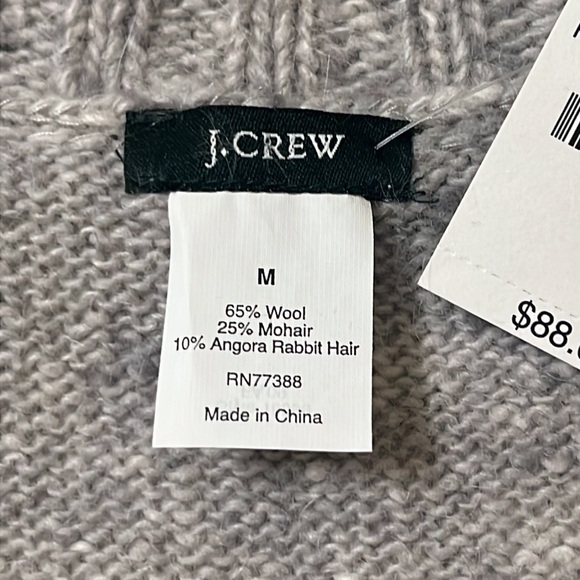 J.CREW
M
65% Wool
25% Mohair
10% Angora Rabbit Hair
RN77388
Made in China
$88.